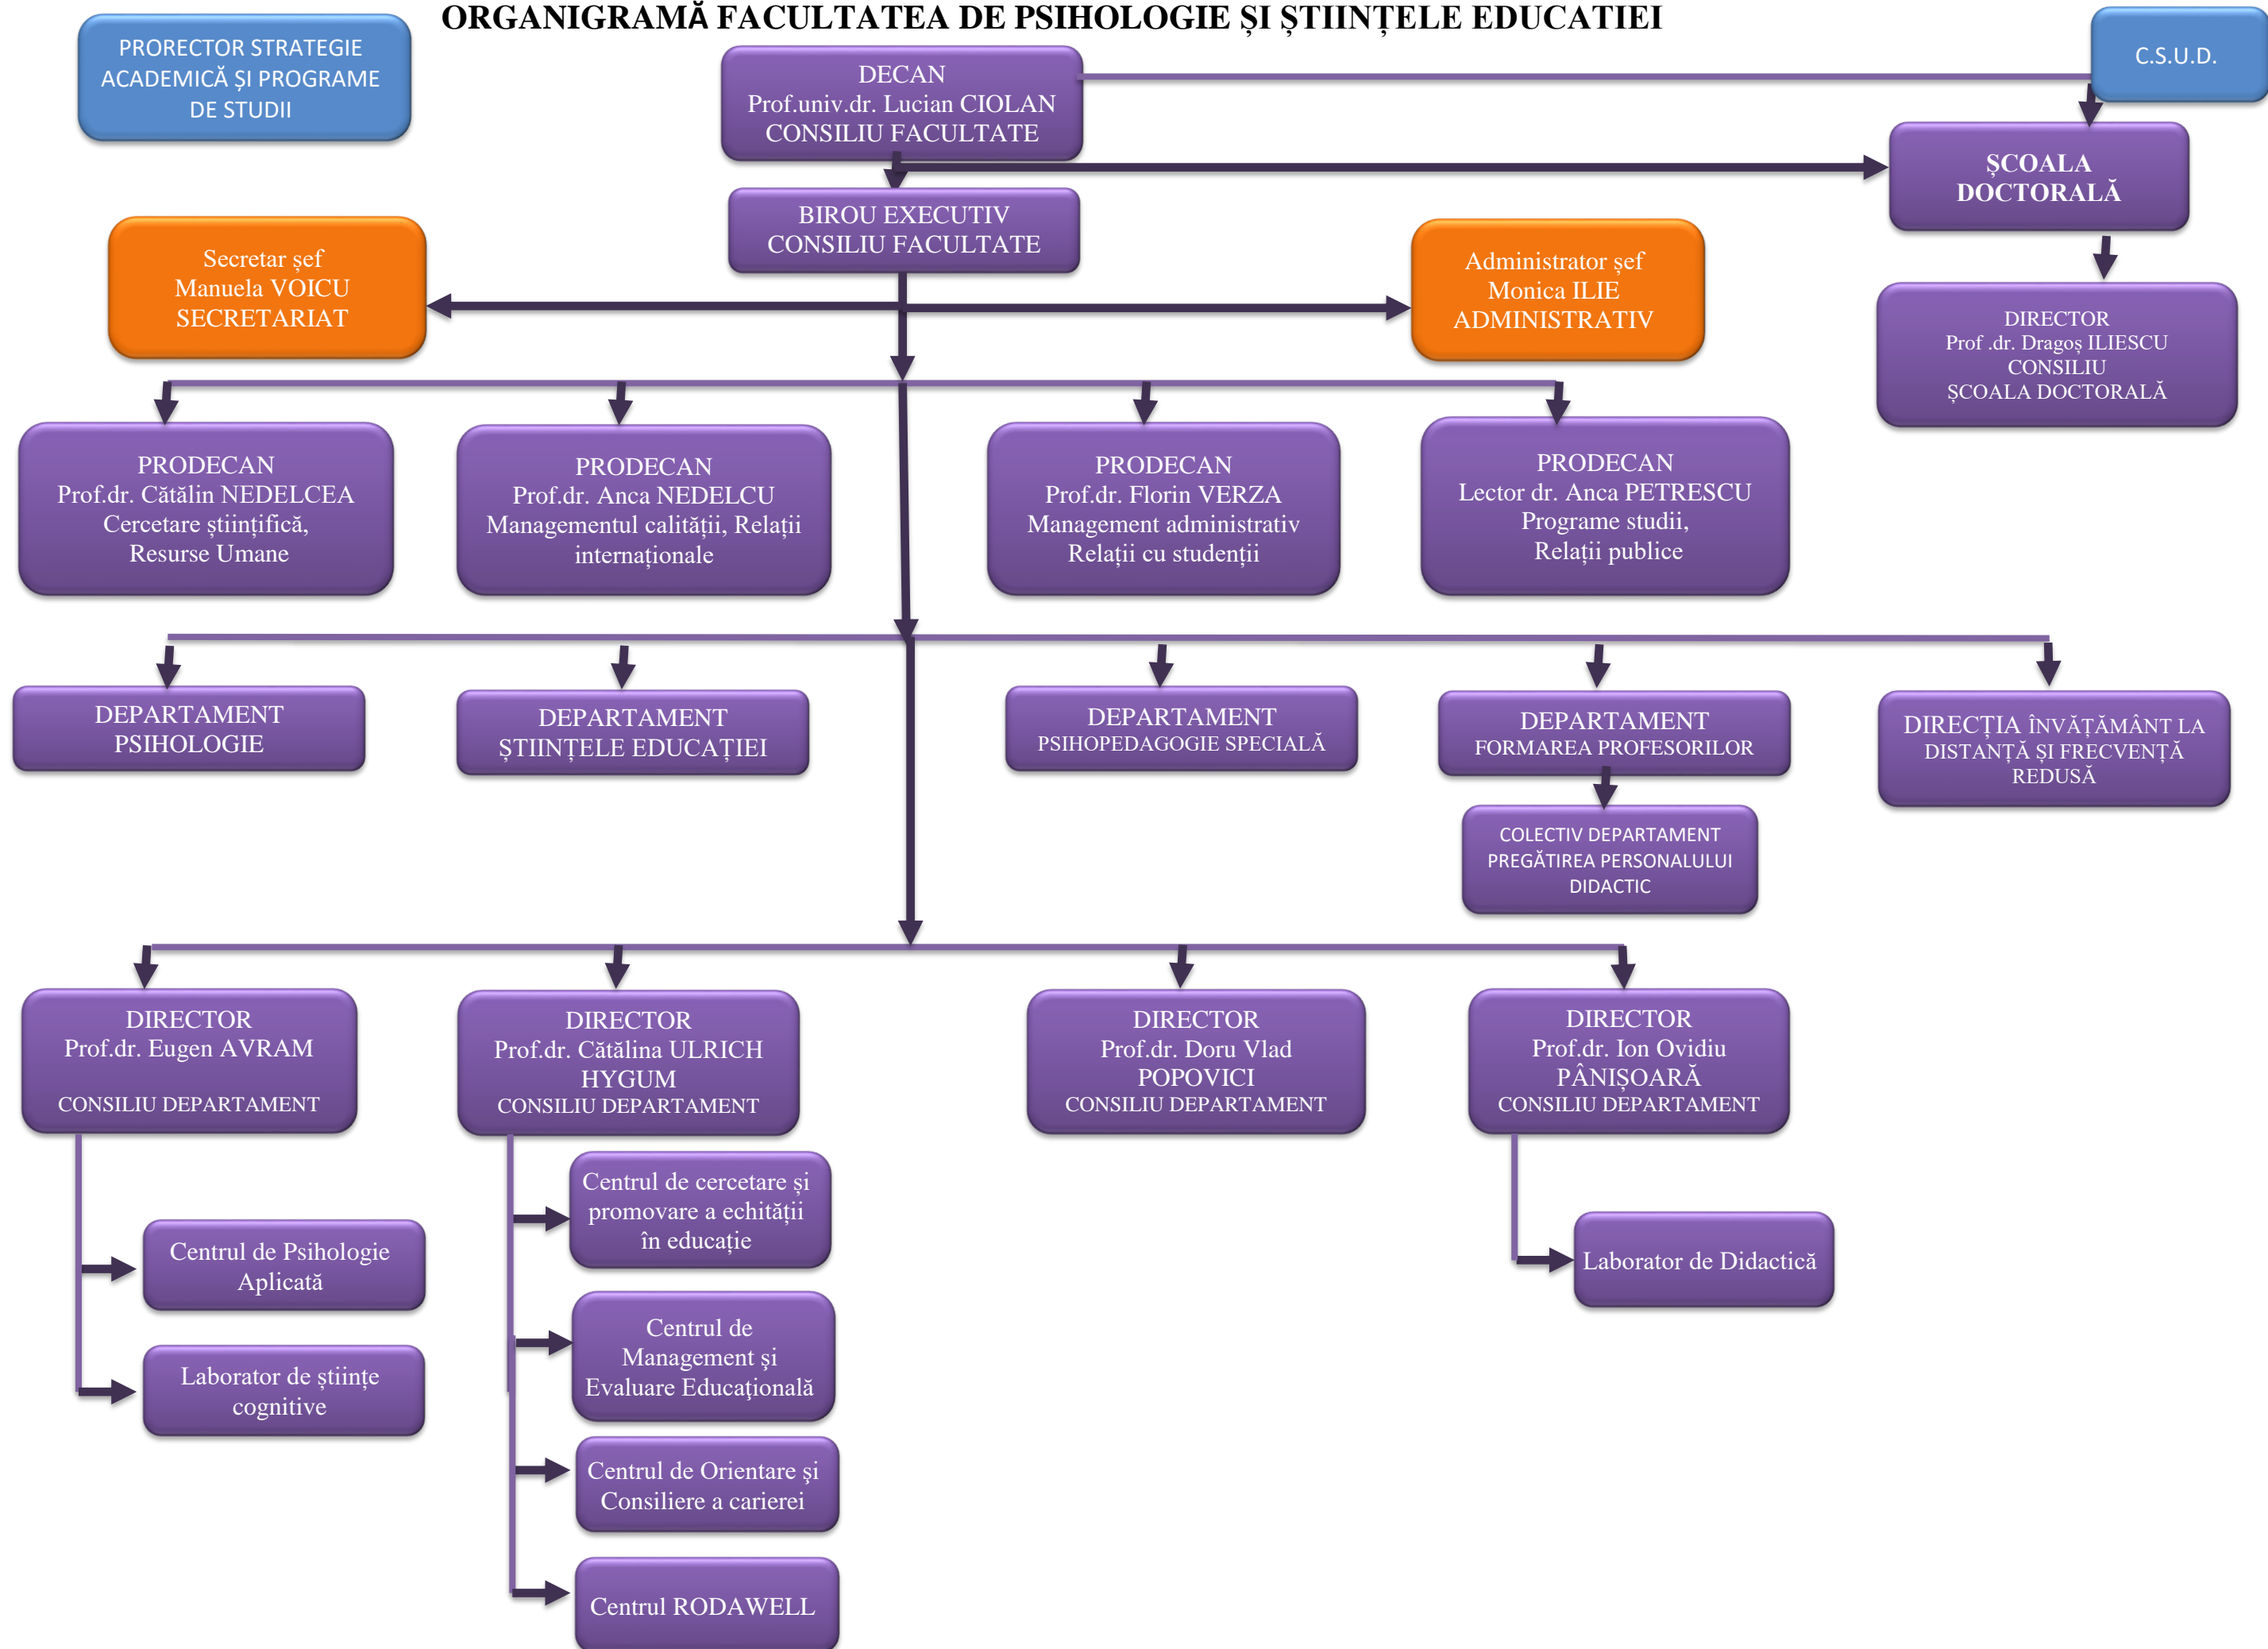 ORGANIGRAMĂ FACULTATEA DE PSIHOLOGIE ȘI ȘTIINȚELE EDUCATIEI
PRORECTOR STRATEGIE
ACADEMICĂ ȘI PROGRAME
DE STUDII
DECAN
Prof.univ.dr. Lucian CIOLAN
CONSILIU FACULTATE
C.S.U.D.
ȘCOALA
DOCTORALĂ
BIROU EXECUTIV
CONSILIU FACULTATE
Secretar șef
Manuela VOICU
SECRETARIAT
Administrator șef
Monica ILIE
ADMINISTRATIV
DIRECTOR
Prof .dr. Dragoș ILIESCU
CONSILIU
ȘCOALA DOCTORALĂ
PRODECAN
Prof.dr. Cătălin NEDELCEA
Cercetare științifică,
Resurse Umane
PRODECAN
Prof.dr. Anca NEDELCU
Managementul calității, Relații
internaționale
PRODECAN
Prof.dr. Florin VERZA
Management administrativ
Relații cu studenții
PRODECAN
Lector dr. Anca PETRESCU
Programe studii,
Relații publice
DEPARTAMENT
PSIHOLOGIE
DEPARTAMENT
ȘTIINȚELE EDUCAȚIEI
DEPARTAMENT
PSIHOPEDAGOGIE SPECIALĂ
DEPARTAMENT
FORMAREA PROFESORILOR
DIRECȚIA ÎNVĂȚĂMÂNT LA
DISTANȚĂ ȘI FRECVENȚĂ
REDUSĂ
COLECTIV DEPARTAMENT
PREGĂTIREA PERSONALULUI
DIDACTIC
DIRECTOR
Prof.dr. Eugen AVRAM
CONSILIU DEPARTAMENT
DIRECTOR
Prof.dr. Cătălina ULRICH
HYGUM
CONSILIU DEPARTAMENT
DIRECTOR
Prof.dr. Doru Vlad
POPOVICI
CONSILIU DEPARTAMENT
DIRECTOR
Prof.dr. Ion Ovidiu
PÂNIȘOARĂ
CONSILIU DEPARTAMENT
Centrul de Psihologie
Aplicată
Laborator de științe
cognitive
Centrul de cercetare și
promovare a echității
în educație
Centrul de
Management şi
Evaluare Educaţională
Centrul de Orientare şi
Consiliere a carierei
Centrul RODAWELL
Laborator de Didactică